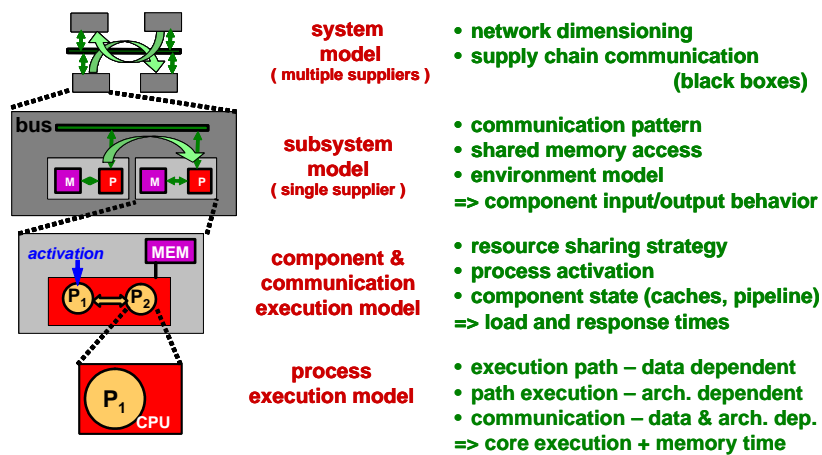 system
model
( multiple suppliers )
• network dimensioning
• supply chain communication
(black boxes)
bus
M
P
M
P
subsystem
model
( single supplier )
• communication pattern
• shared memory access
• environment model
=> component input/output behavior
activation
MEM
P1
P2
component &
communication
execution model
• resource sharing strategy
• process activation
• component state (caches, pipeline)
=> load and response times
P1
CPU
process
execution model
• execution path – data dependent
• path execution – arch. dependent
• communication – data & arch. dep.
=> core execution + memory time